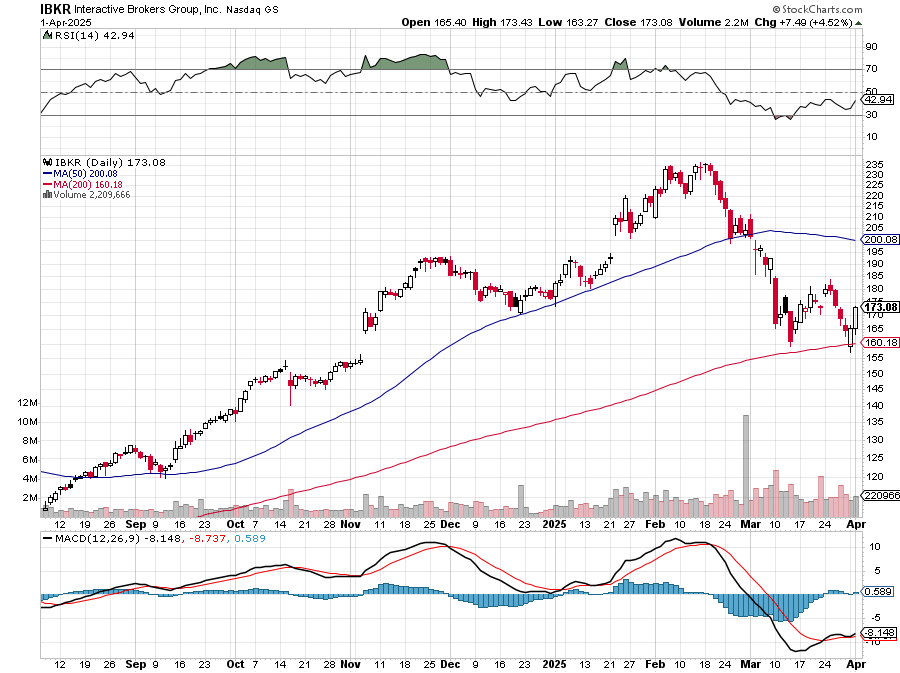 IBKR Interactive Brokers Group, Inc. Nasdaq GS © StockCharts.com
1-Apr-2025 Open 165.40 High 173.43 Low 163.27 Close 173.08 Volume 2.2M Chg +7.49 (+4.52%)
RSI(14) 42.94
90
70
50
42.94
30
10
IBKR (Daily) 173.08
MA(50) 200.08
MA(200) 160.18
Volume 2,209,666
235
230
225
220
215
210
205
200.08
195
190
185
180
175
173.08
170
165
160.18
155
150
145
12M 140
10M 135
8M 130
6M 125
4M 120
2M 220966
12 19 26 Sep 9 16 23 Oct 7 14 21 28 Nov 11 18 25 Dec 9 16 23 2025 13 21 27 Feb 10 18 24 Mar 10 17 24 Apr
MACD(12,26,9) -8.148, -8.737, 0.589
10
5
0.589
-5
-8.148
-10
12 19 26 Sep 9 16 23 Oct 7 14 21 28 Nov 11 18 25 Dec 9 16 23 2025 13 21 27 Feb 10 18 24 Mar 10 17 24 Apr